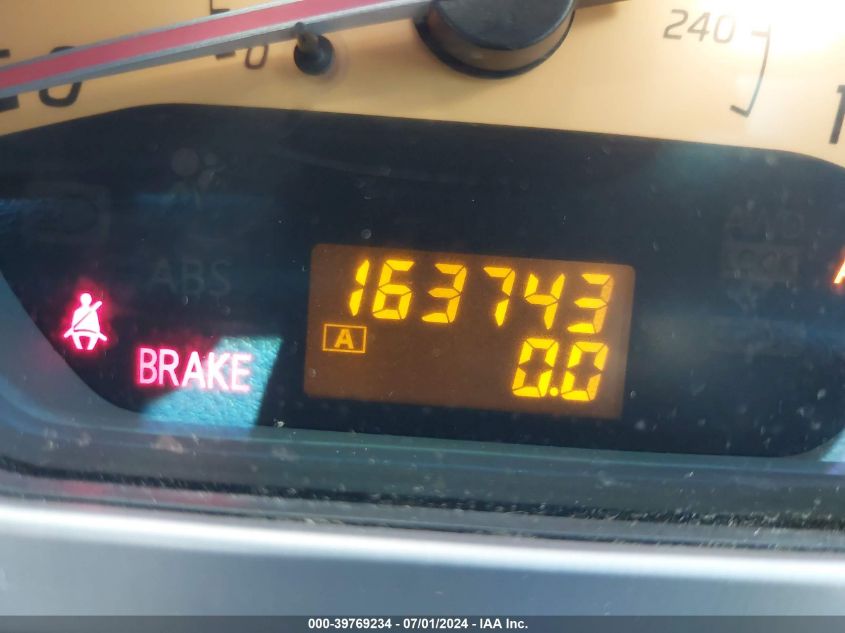 240
ABS
163743
A
0.0
BRAKE
000-39769234 - 07/01/2024 - IAA Inc.